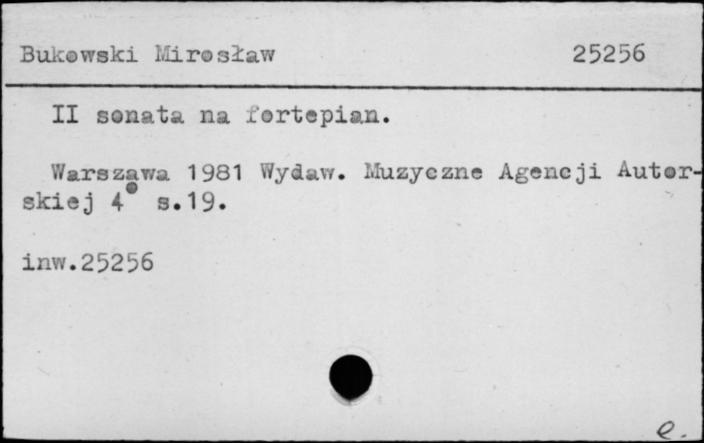 Bukowski Mirosław 25256
II sonata na fortepian.
Warszawa 1981 Wydaw. Muzyczne Agencji Autor-
skiej 4° s.19.
inw.25256
e.